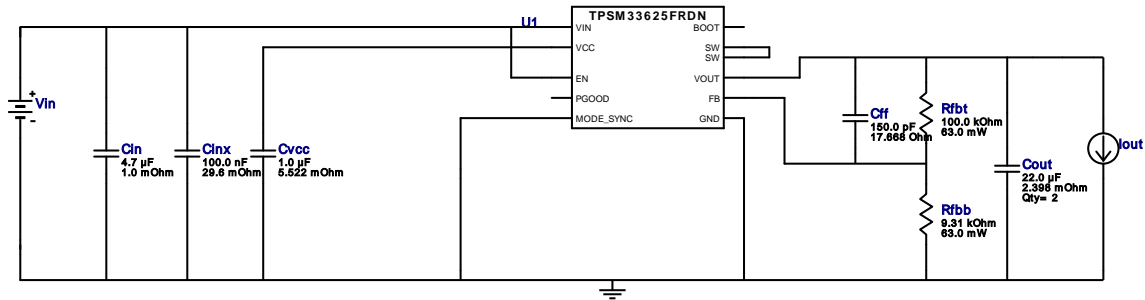 TPSM33625FRDN
U1
VIN
BOOT
VCC
SW
SW
EN
VOUT
PGOOD
FB
MODE_SYNC
GND
+
Vin
-
Cin
4.7 µF
1.0 mOhm
Cinx
100.0 nF
29.6 mOhm
Cvcc
1.0 µF
5.522 mOhm
Cff
150.0 pF
17.668 Ohm
Rfbt
100.0 kOhm
63.0 mW
Cout
22.0 µF
2.398 mOhm
Qty= 2
Iout
Rfbb
9.31 kOhm
63.0 mW